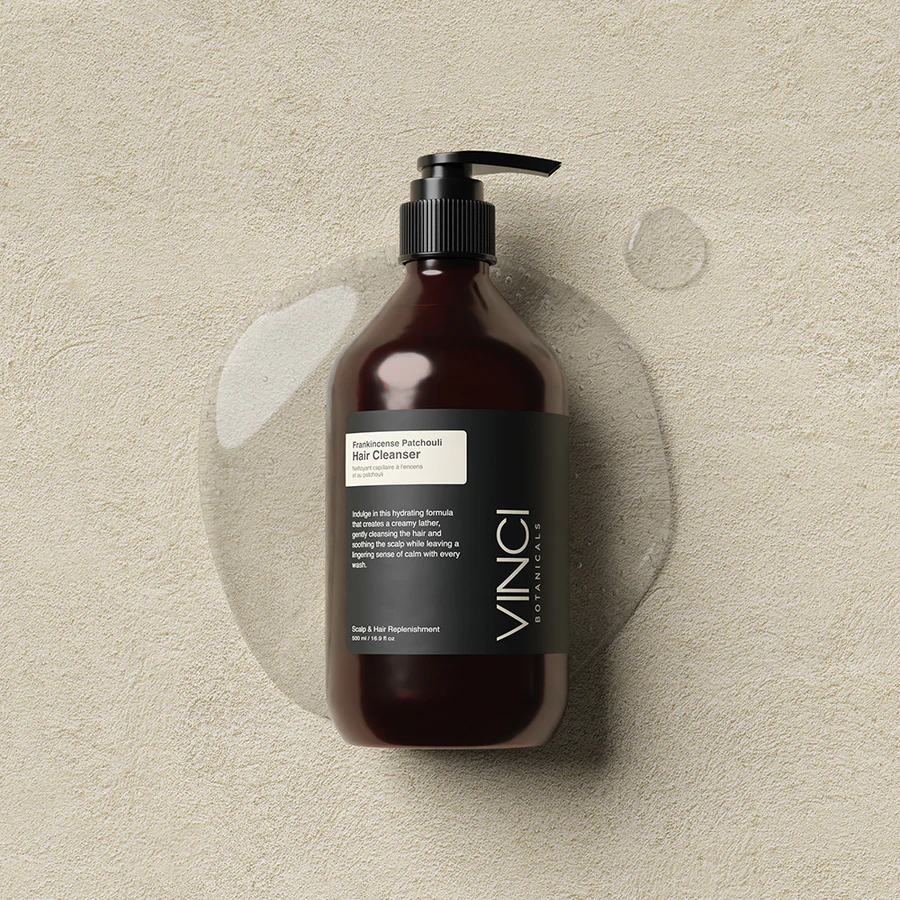 Frankincense Patchouli
Hair Cleanser
Nettoyant capillaire à l'encens
et au patchouli
Indulge in this hydrating formula
that creates a creamy lather,
gently cleansing the hair and
soothing the scalp while leaving a
lingering sense of calm with every
wash.
Scalp & Hair Replenishment
500 ml / 16.9 fl oz
VINCI
BOTANICALS